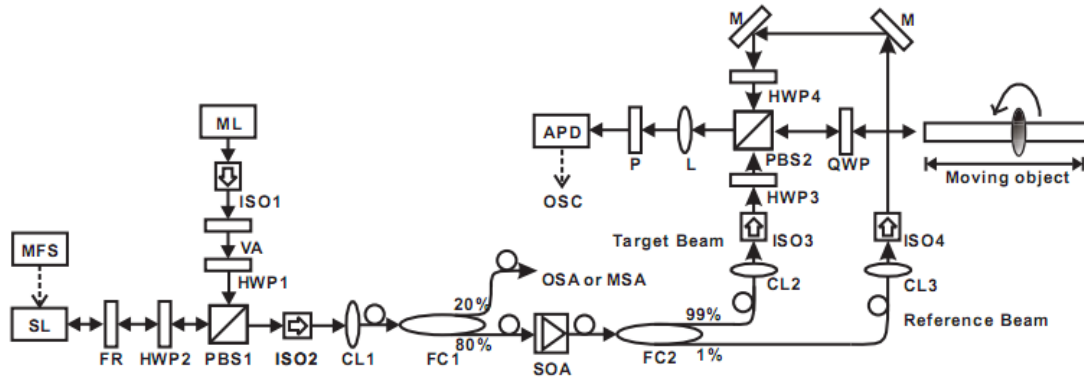 M
M
HWP4
ML
APD
P
L
PBS2
QWP
Moving object
ISO1
OSC
HWP3
VA
Target Beam
ISO3
ISO4
MFS
HWP1
OSA or MSA
CL2
CL3
20%
SL
99%
Reference Beam
80%
1%
FR
HWP2
PBS1
ISO2
CL1
FC1
SOA
FC2